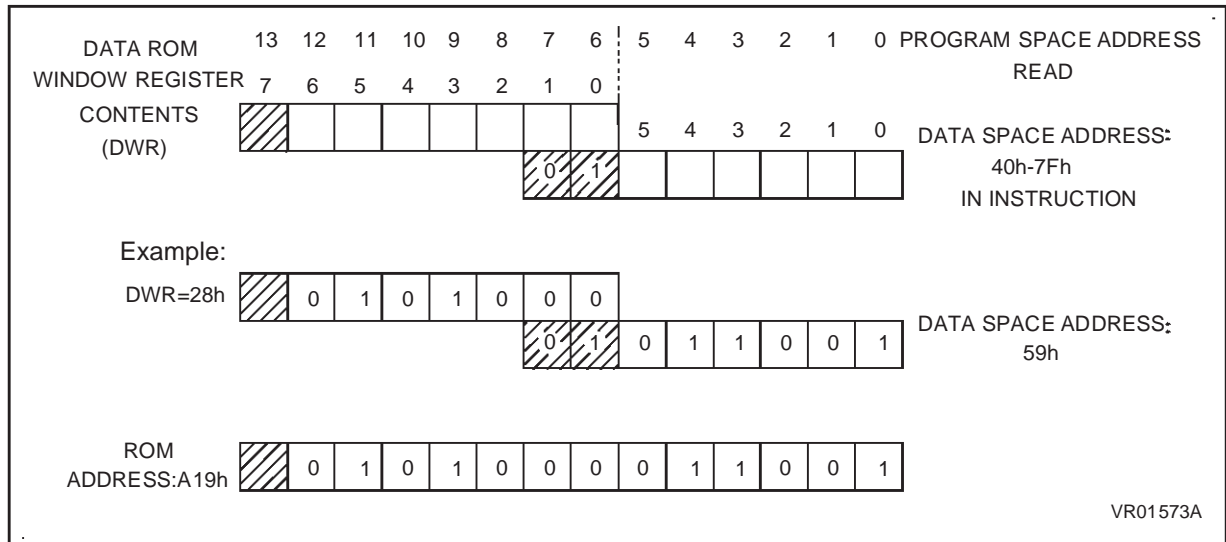 DATA ROM 13 12 11 10 9 8 7 6 5 4 3 2 1 0 PROGRAM SPACE ADDRESS
WINDOW REGISTER 7 6 5 4 3 2 1 0 READ
CONTENTS
(DWR)
5 4 3 2 1 0 DATA SPACE ADDRESS:
0 1 40h-7Fh
IN INSTRUCTION
Example:
DWR=28h 0 1 0 1 0 0 0
0 1 0 1 1 0 0 1 DATA SPACE ADDRESS:
59h
ROM
ADDRESS:A19h 0 1 0 1 0 0 0 0 1 1 0 0 1
VR01573A